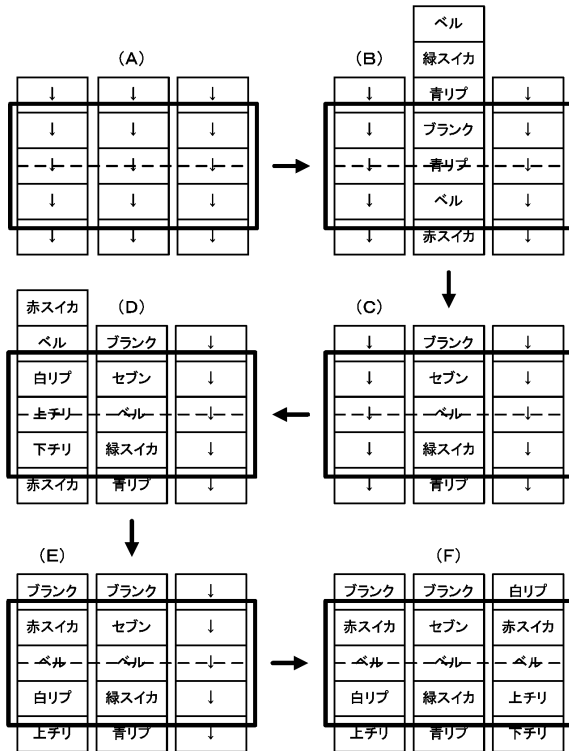 ベル
(A) (B) 緑スイカ
↓ ↓ ↓ ↓ 青リプ ↓
↓ ↓ ↓ ↓ ブランク ↓
↓ ↓ ↓ ↓ 青リプ ↓
↓ ↓ ↓ ↓ ベル ↓
↓ ↓ ↓ ↓ 赤スイカ ↓
赤スイカ (D) (C)
ベル ブランク ↓ ↓ ブランク ↓
白リプ セブン ↓ ↓ セブン ↓
上チリ ベル ↓ ↓ ベル ↓
下チリ 緑スイカ ↓ ↓ 緑スイカ ↓
赤スイカ 青リプ ↓ ↓ 青リプ ↓
(E) (F)
ブランク ブランク ↓ ブランク ブランク 白リプ
赤スイカ セブン ↓ 赤スイカ セブン 赤スイカ
ベル ベル ↓ ベル ベル ベル
白リプ 緑スイカ ↓ 白リプ 緑スイカ 上チリ
上チリ 青リプ ↓ 上チリ 青リプ 下チリ